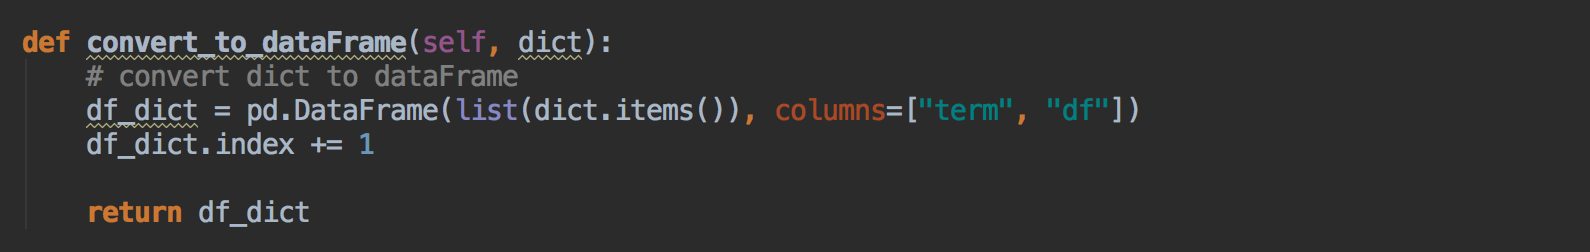 def convert_to_dataFrame(self, dict):
    # convert dict to dataFrame
    df_dict = pd.DataFrame(list(dict.items()), columns=["term", "df"])
    df_dict.index += 1
    return df_dict